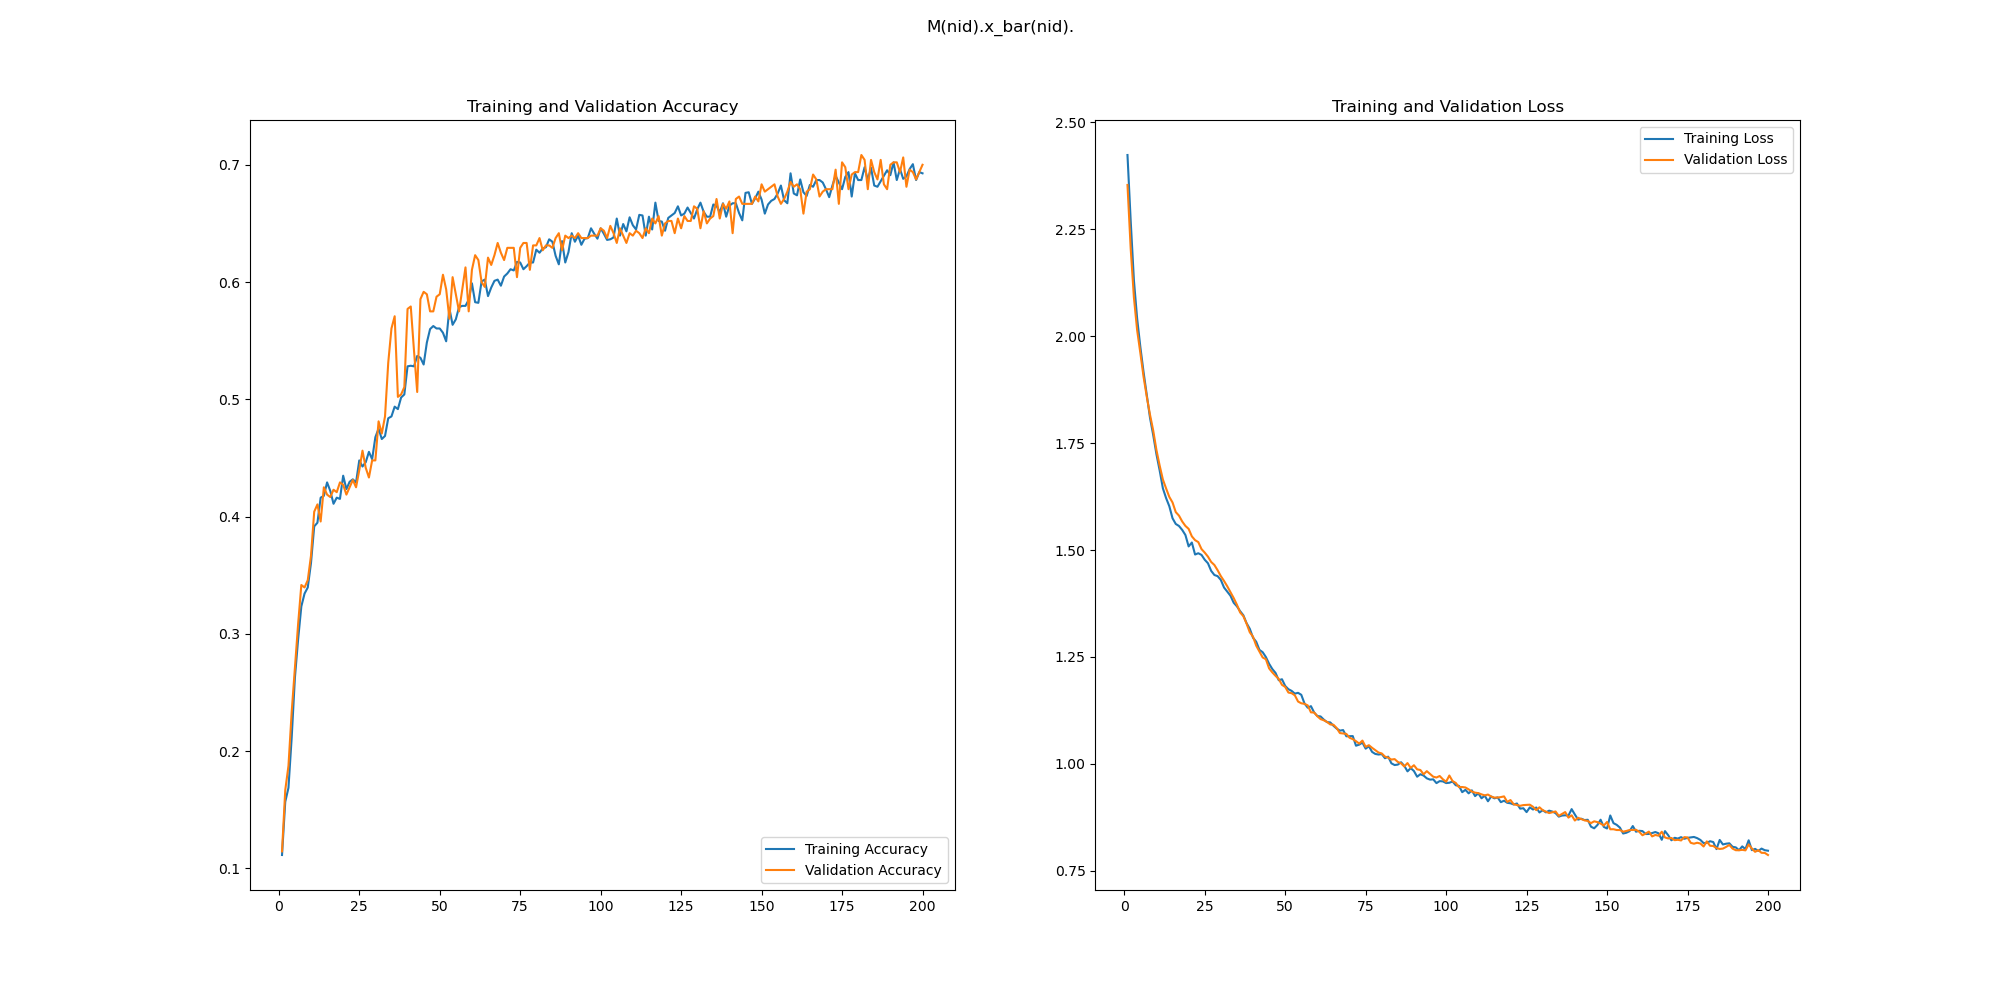 M(nid).x_bar(nid).
Training and Validation Accuracy
0.7
0.6
0.5
0.4
0.3
0.2
0.1
0 25 50 75 100 125 150 175 200
Training Accuracy
Validation Accuracy
Training and Validation Loss
2.50
2.25
2.00
1.75
1.50
1.25
1.00
0.75
0 25 50 75 100 125 150 175 200
Training Loss
Validation Loss